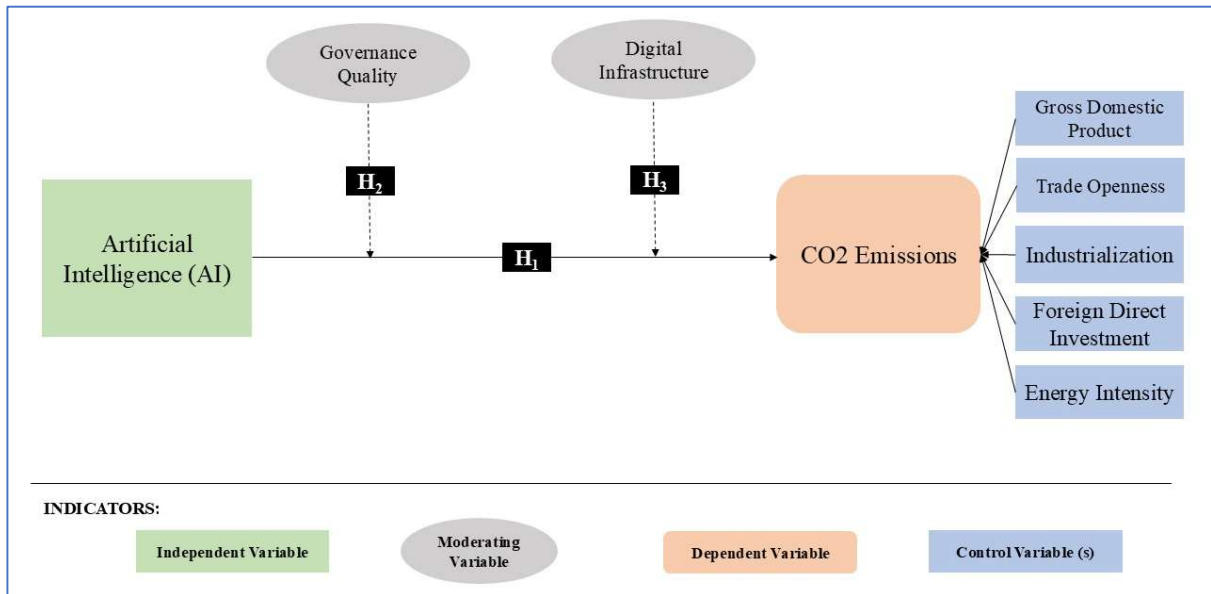 Governance
Quality
Digital
Infrastructure
Gross Domestic
Product
H₂
H₃
Trade Openness
Artificial
Intelligence (AI)
H₁
CO2 Emissions
Industrialization
Foreign Direct
Investment
Energy Intensity
INDICATORS:
Independent Variable
Moderating
Variable
Dependent Variable
Control Variable (s)